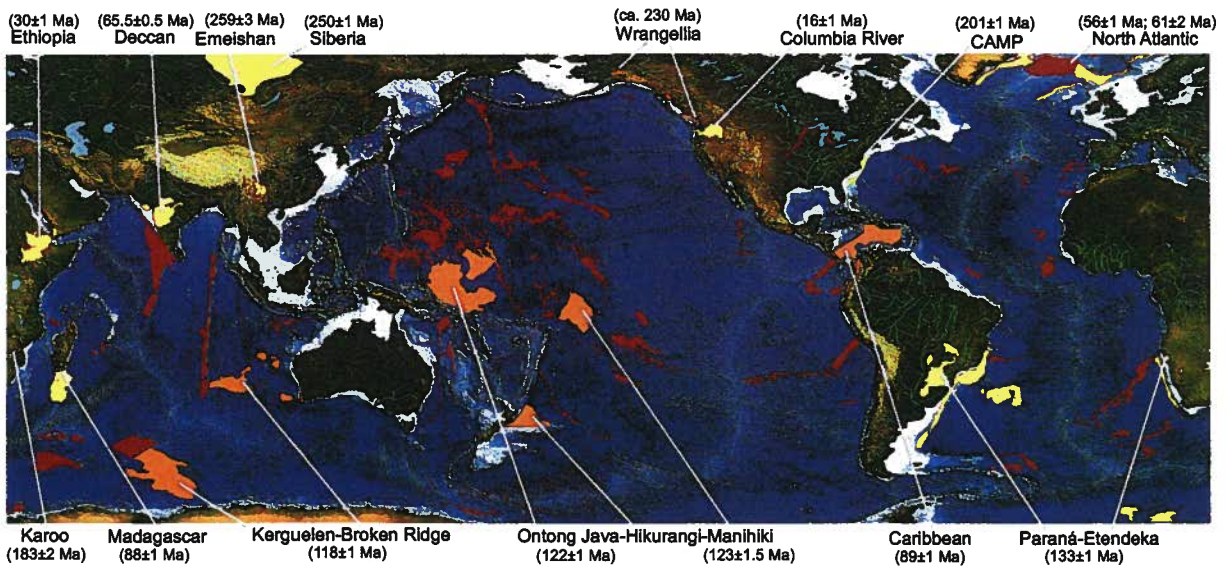 (30±1 Ma)
Ethiopia
(65.5±0.5 Ma)
Deccan
(259±3 Ma)
Emeishan
(250±1 Ma)
Siberia
(ca. 230 Ma)
Wrangellia
(16±1 Ma)
Columbia River
(201±1 Ma)
CAMP
(56±1 Ma; 61±2 Ma)
North Atlantic
Karoo
(183±2 Ma)
Madagascar
(88±1 Ma)
Kerguelen-Broken Ridge
(118±1 Ma)
Ontong Java-Hikurangi-Manihiki
(122±1 Ma)
(123±1.5 Ma)
Caribbean
(89±1 Ma)
Paraná-Etendeka
(133±1 Ma)